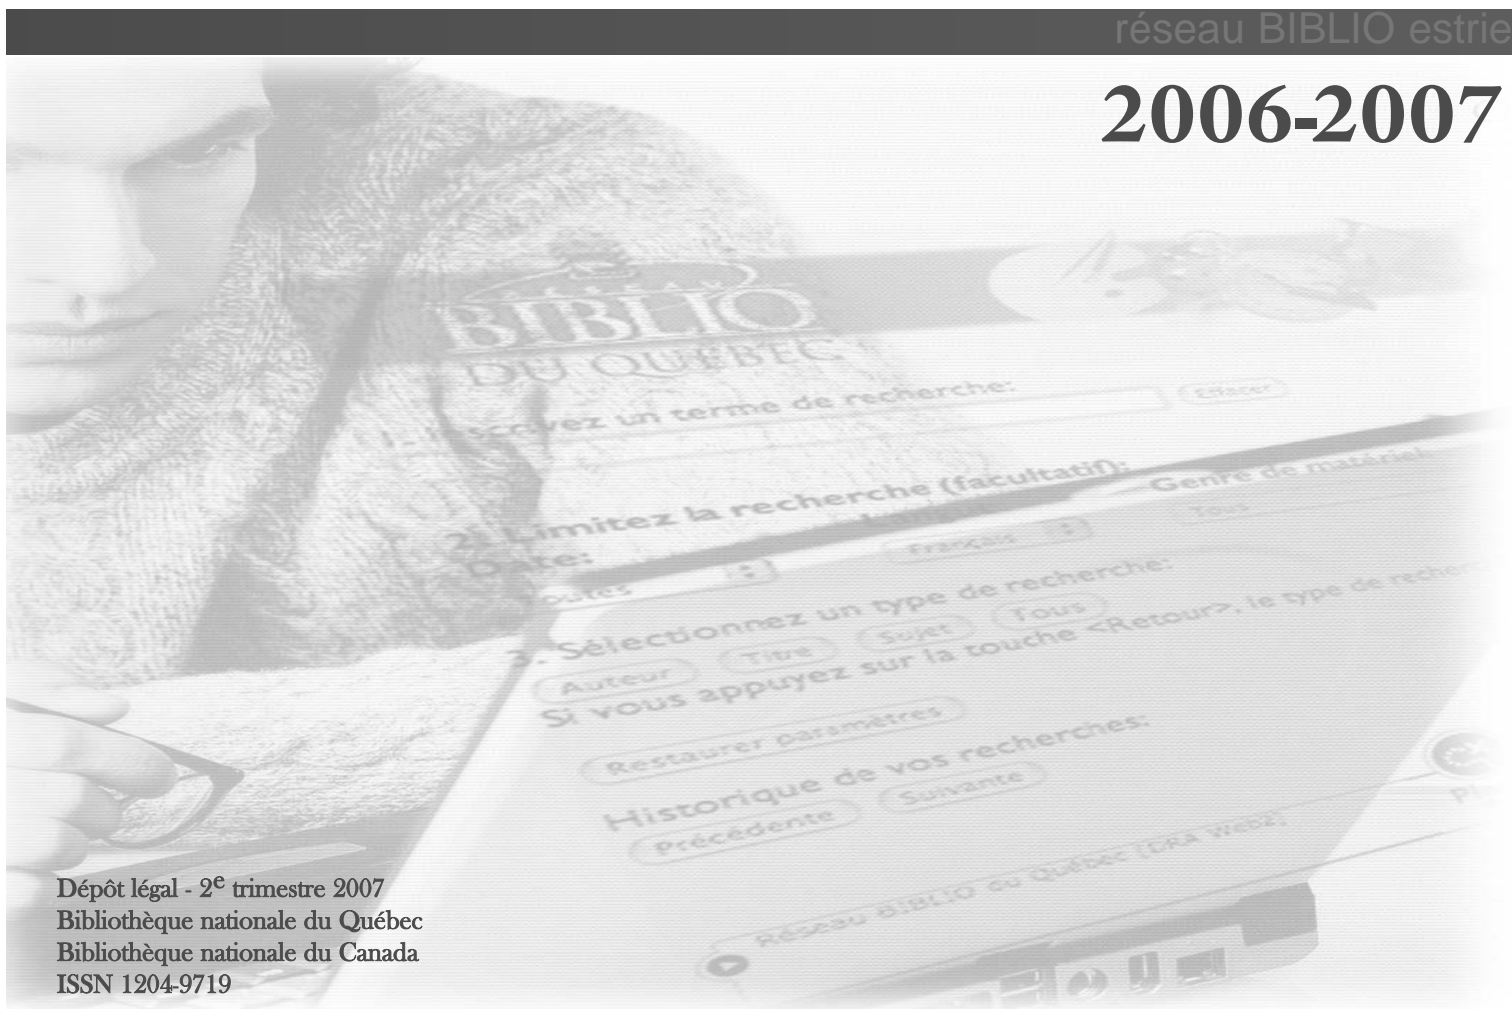 réseau BIBLIO estrie
2006-2007
RÉSEAU
BIBLIO
DU QUÉBEC
un terme de recherche:
Effacer
2) Limitez la recherche (facultatif):
Date:
Genre de matériel
Français
Tous
3. Sélectionnez un type de recherche:
Auteur Titre Sujet Tous
Si vous appuyez sur la touche <Retour>, le type de
Restaurer paramètres
Historique de vos recherches:
Précédente Suivante
Réseau BIBLIO du Québec [DRA Web2]
Dépôt légal - 2e trimestre 2007
Bibliothèque nationale du Québec
Bibliothèque nationale du Canada
ISSN 1204-9719